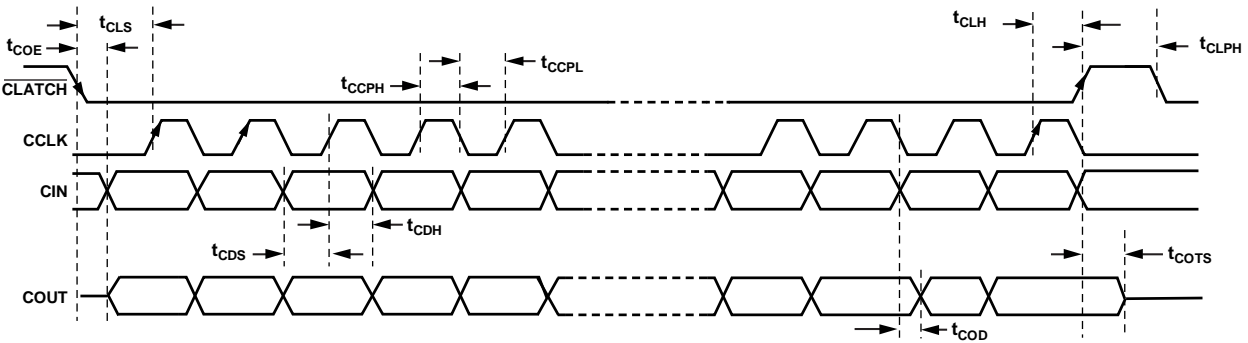 tCLS
tCLH
tCOE
tCLPH
tCCPL
tCCPH
CLATCH
CCLK
CIN
tCDH
tCDS
tCOTS
COUT
tCOD